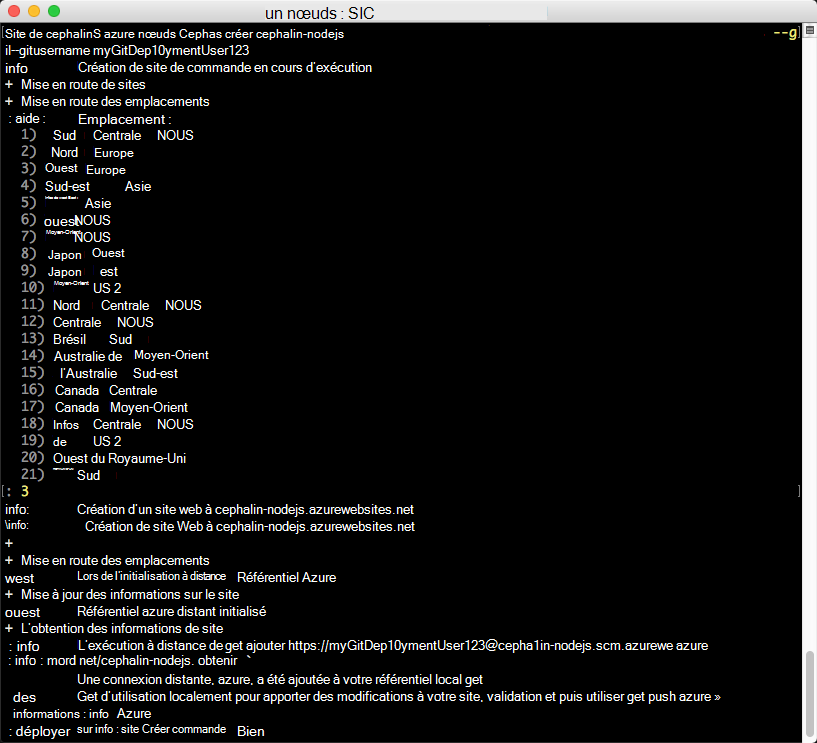 un nœuds : SIC
Site de cephalinS azure nœuds Cephas créer cephalin-nodejs --g
il--gitusername myGitDep10ymentUser123
info Création de site de commande en cours d'exécution
+ Mise en route de sites
+ Mise en route des emplacements
: aide : Emplacement :
1) Sud Centrale NOUS
2) Nord Europe
3) Ouest Europe
4) Sud-est Asie
5) Asie
6) ouest NOUS
7) Moyen-Orient NOUS
8) Japon Ouest
9) Japon est
10) Moyen-Orient US 2
11) Nord Centrale NOUS
12) Centrale NOUS
13) Brésil Sud
14) Australie de Moyen-Orient
15) l'Australie Sud-est
16) Canada Centrale
17) Canada Moyen-Orient
18) Infos Centrale NOUS
19) de US 2
20) Ouest du Royaume-Uni
21) Sud
[: 3 ]
info: Création d'un site web à cephalin-nodejs.azurewebsites.net
\info: Création de site Web à cephalin-nodejs.azurewebsites.net
+
+ Mise en route des emplacements
west Lors de l'initialisation à distance Référentiel Azure
+ Mise à jour des informations sur le site
ouest Référentiel azure distant initialisé
+ L'obtention des informations de site
: info L'exécution à distance de get ajouter https://myGitDep10ymentUser123@cepha1in-nodejs.scm.azurewe azure
: info : mord net/cephalin-nodejs. obtenir `
Une connexion distante, azure, a été ajoutée à votre référentiel local get
des Get d'utilisation localement pour apporter des modifications à votre site, validation et puis utiliser get push azure »
informations : info Azure
: déployer sur info : site Créer commande Bien